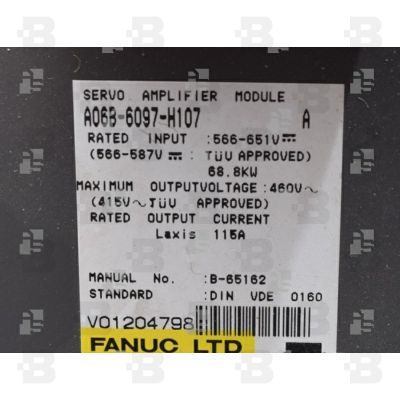 SERVO AMPLIFIER MODULE
A06B-6097-H107 A
RATED INPUT :566-651V⎓
(566-587V⎓ : TÜV APPROVED)
68.8KW
MAXIMUM OUTPUTVOLTAGE :460V~
(415V~TÜV APPROVED)
RATED OUTPUT CURRENT
Laxis 115A
MANUAL No. :B-65162
STANDARD :DIN VDE 0160
V01204798
FANUC LTD